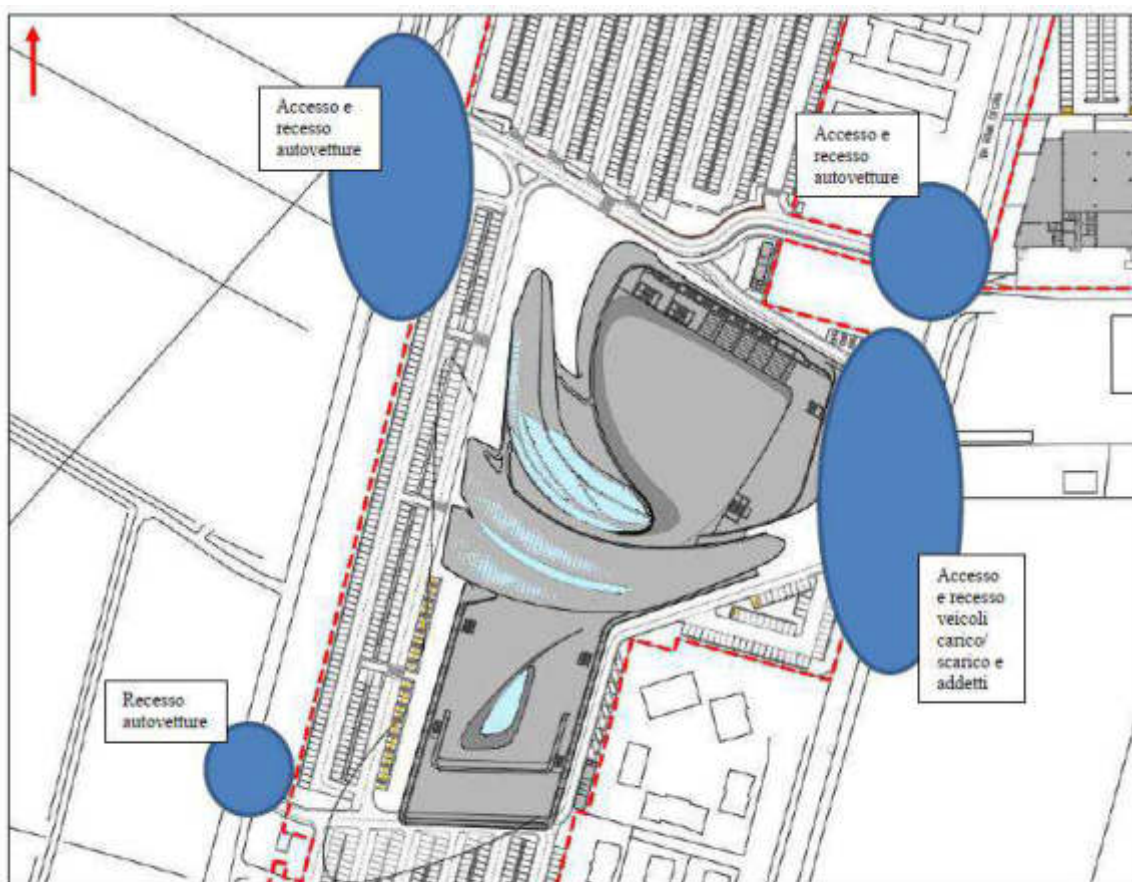 Accesso e
recesso
autovetture
Accesso e
recesso
autovetture
Accesso
e recesso
veicoli
carico/
scarico e
addetti
Recesso
autovetture